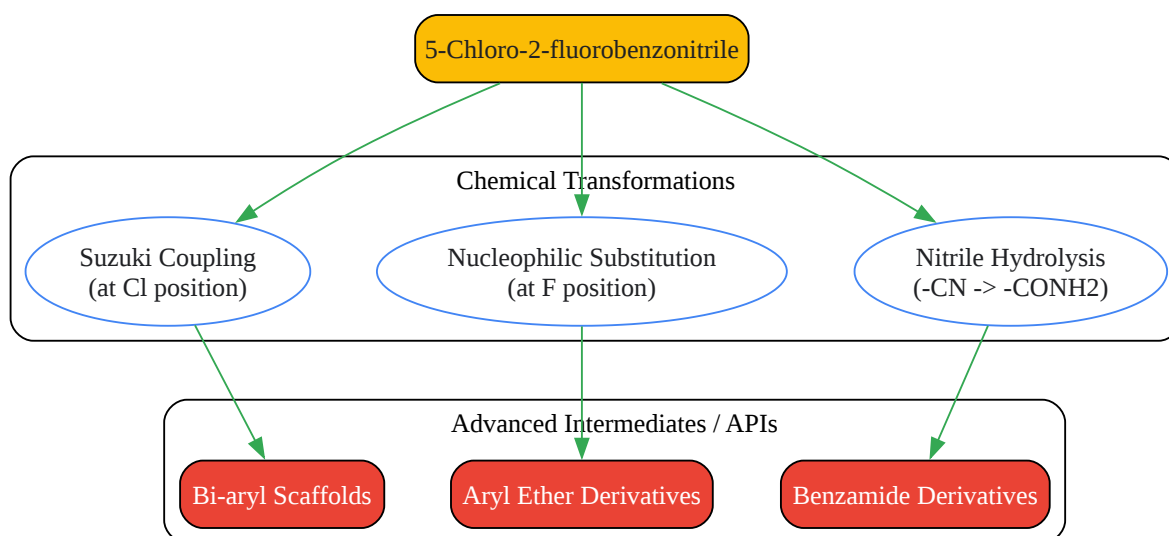 5-Chloro-2-fluorobenzonitrile
Chemical Transformations
Suzuki Coupling
(at Cl position)
Nucleophilic Substitution
(at F position)
Nitrile Hydrolysis
(-CN -> -CONH2)
Advanced Intermediates / APIs
Bi-aryl Scaffolds
Aryl Ether Derivatives
Benzamide Derivatives